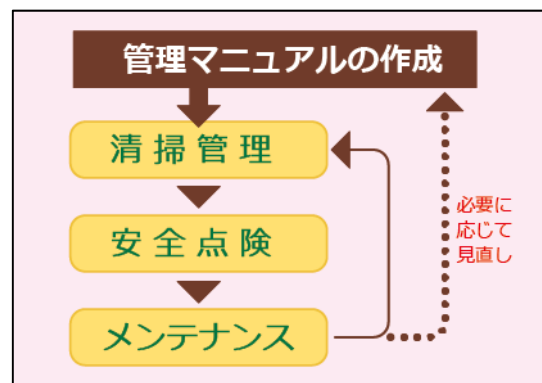 管理マニュアルの作成
清掃管理
安全点険
メンテナンス
必要に
応じて
見直し